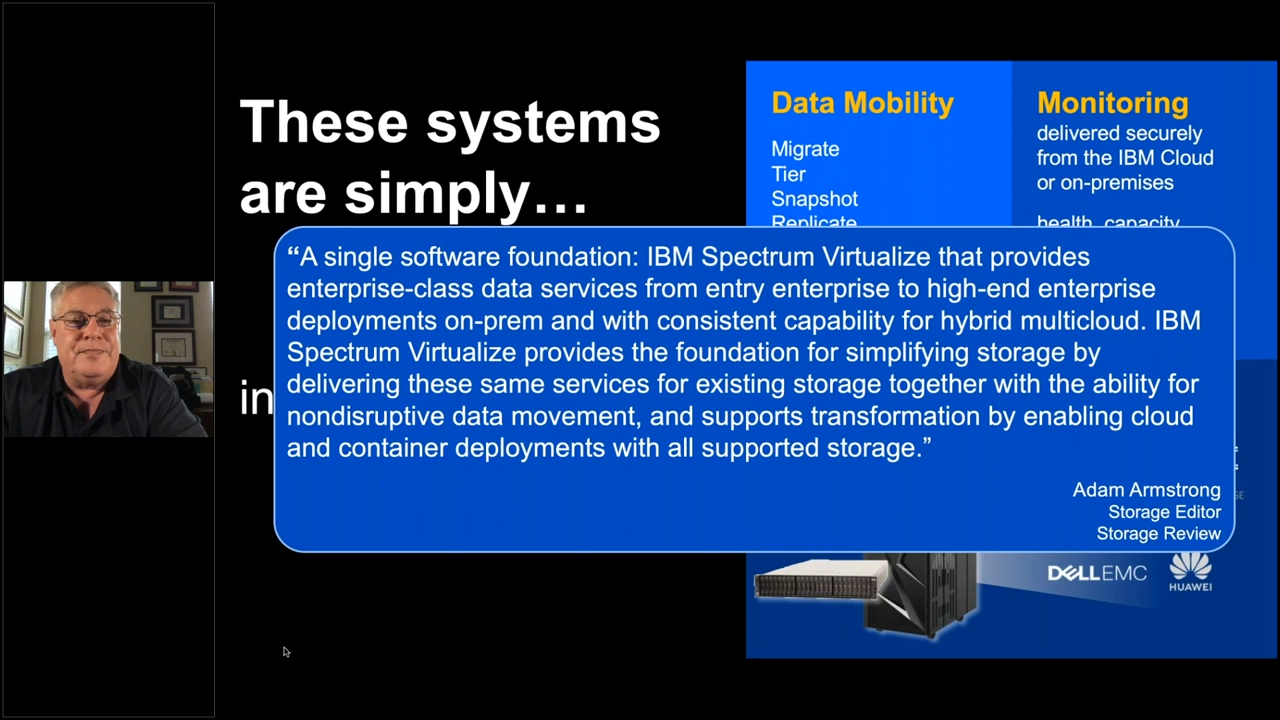 These systems
are simply…
in
Data Mobility
Migrate
Tier
Snapshot
Replicate
Monitoring
delivered securely
from the IBM Cloud
or on-premises
health, capacity
“A single software foundation: IBM Spectrum Virtualize that provides
enterprise-class data services from entry enterprise to high-end enterprise
deployments on-prem and with consistent capability for hybrid multicloud. IBM
Spectrum Virtualize provides the foundation for simplifying storage by
delivering these same services for existing storage together with the ability for
nondisruptive data movement, and supports transformation by enabling cloud
and container deployments with all supported storage.”
Adam Armstrong
Storage Editor
Storage Review
DELLEMC
HUAWEI